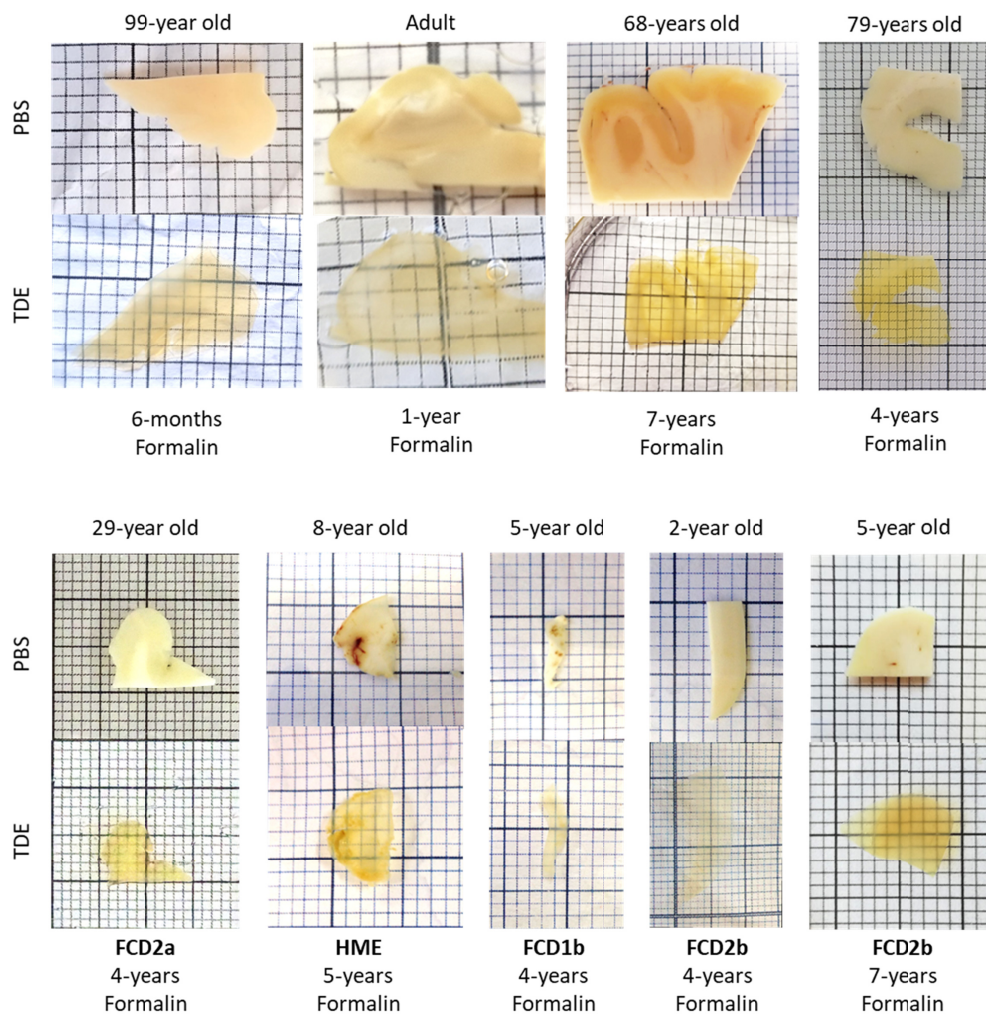 99-year old
Adult
68-years old
79-years old
PBS
TDE
6-months
Formalin
1-year
Formalin
7-years
Formalin
4-years
Formalin
29-year old
8-year old
5-year old
2-year old
5-year old
PBS
TDE
FCD2a
4-years
Formalin
HME
5-years
Formalin
FCD1b
4-years
Formalin
FCD2b
4-years
Formalin
FCD2b
7-years
Formalin